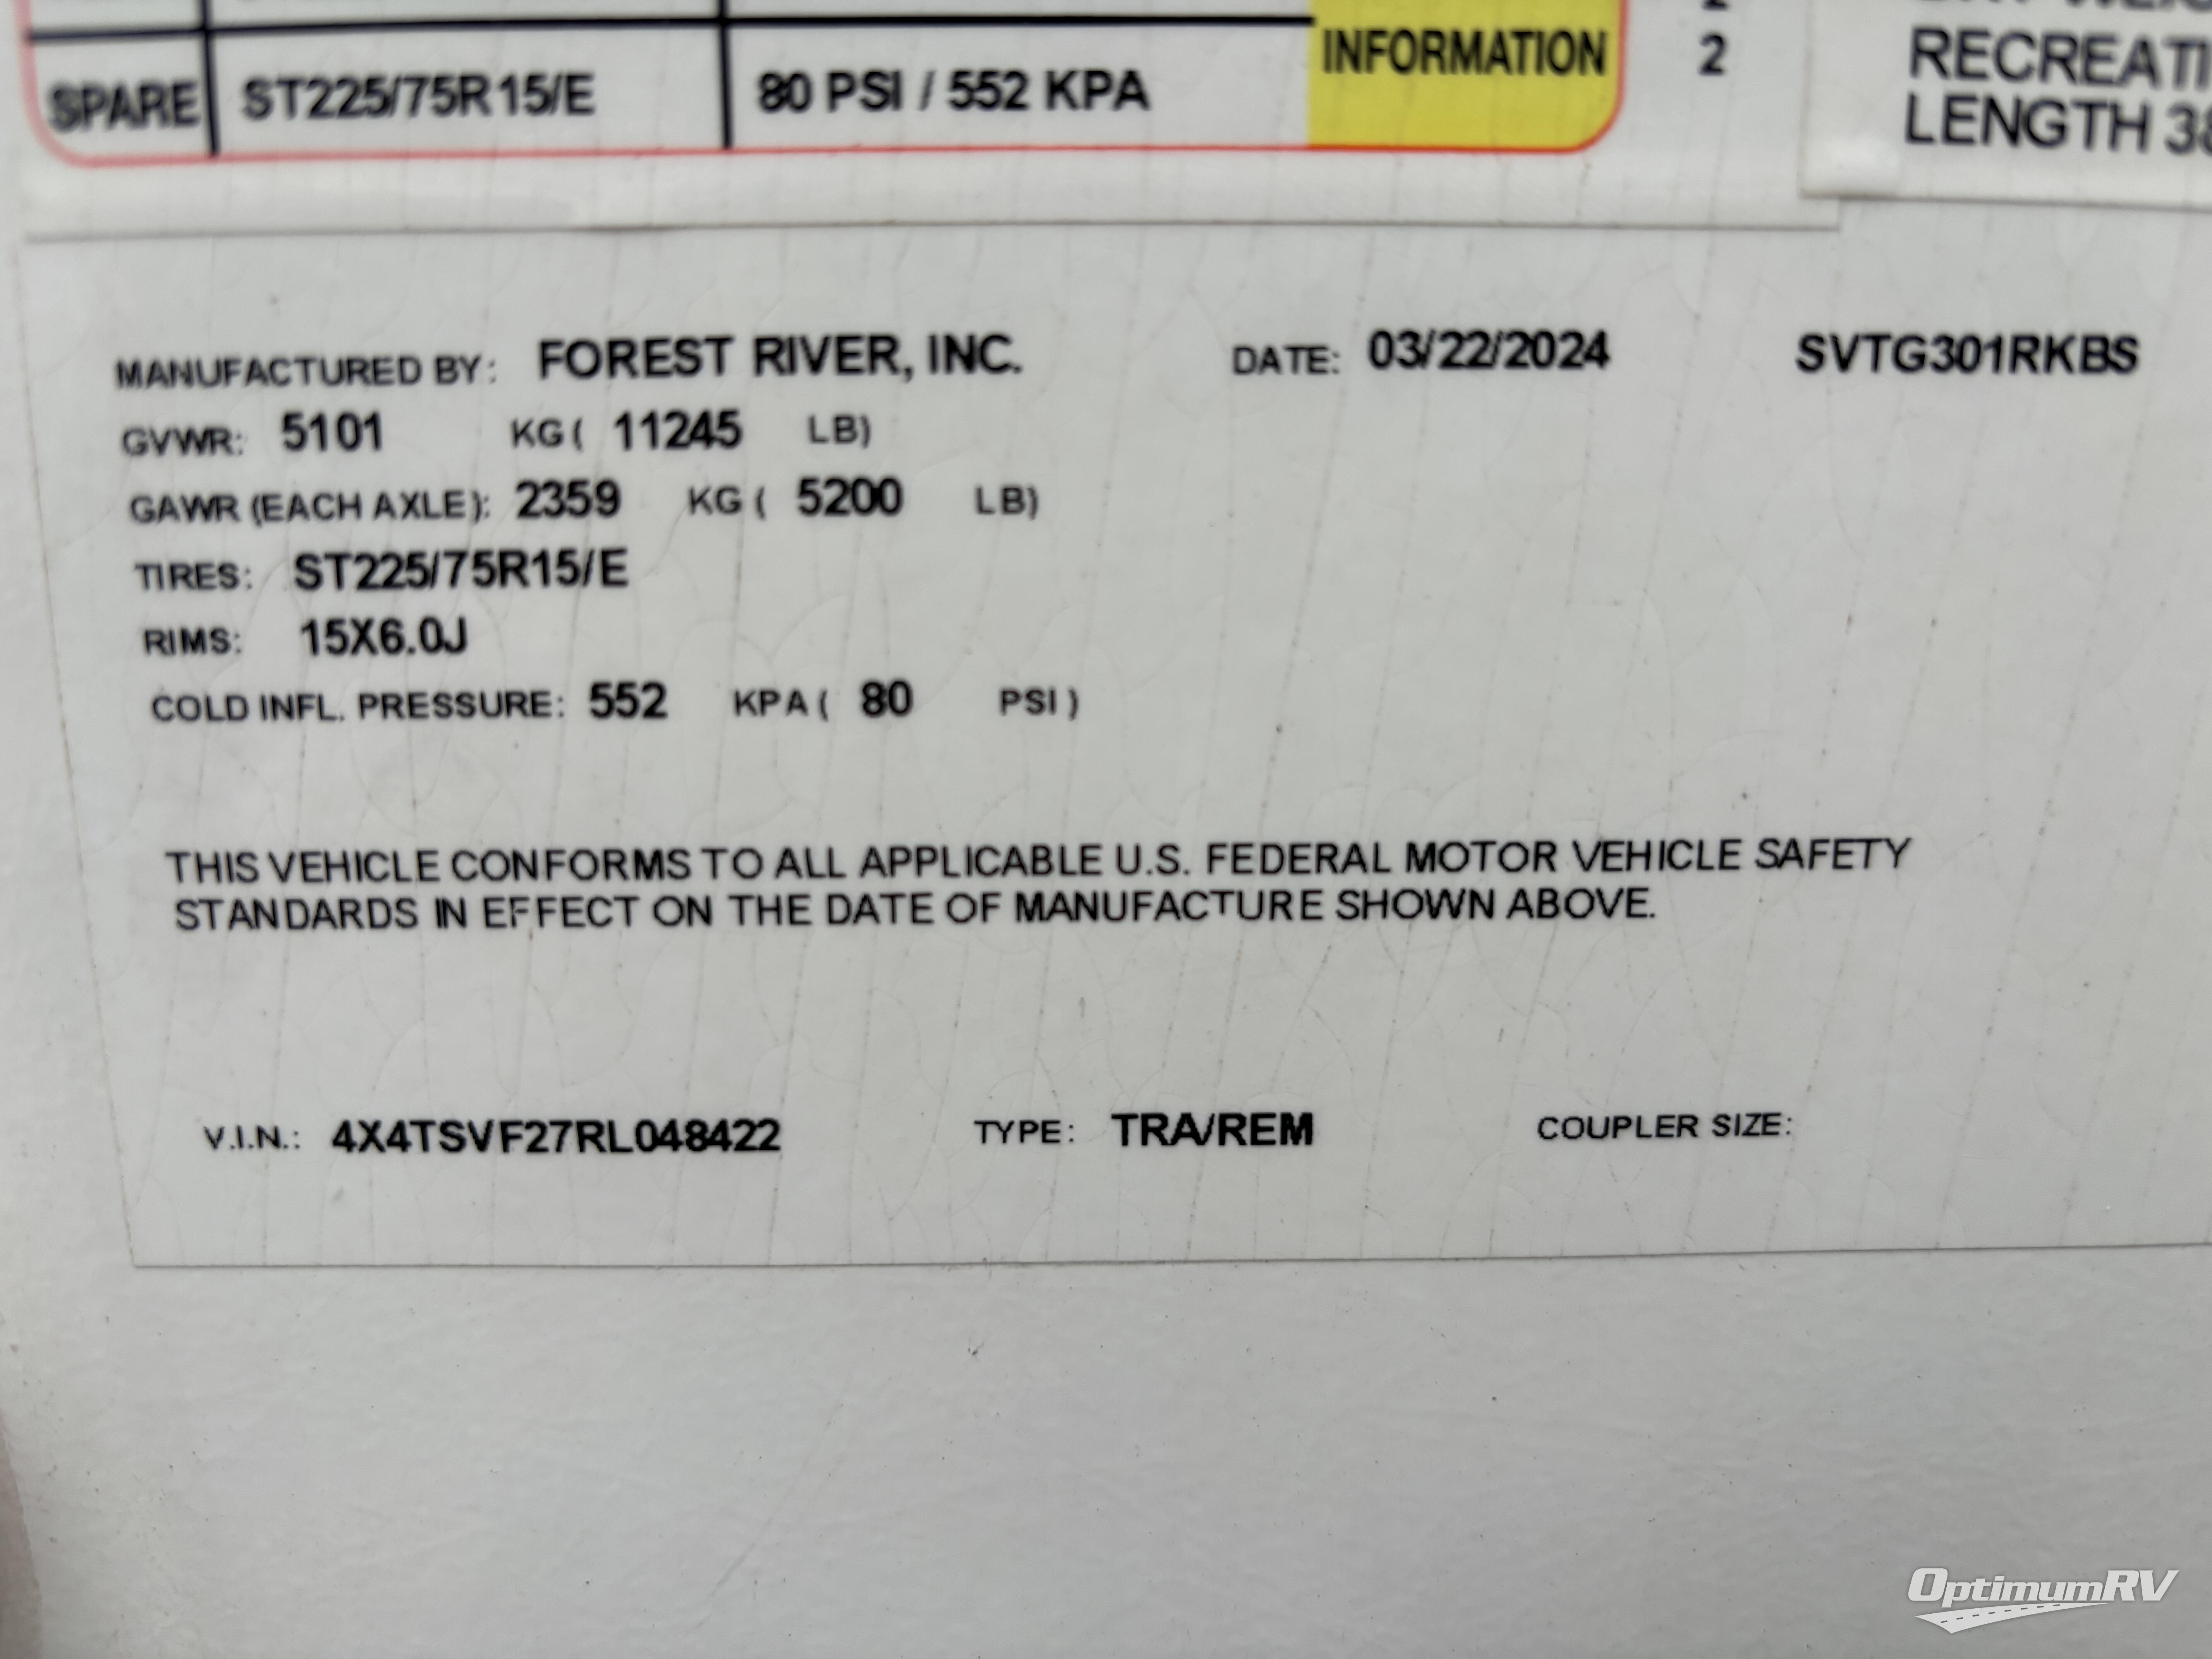 SPARE ST225/75R15/E 80 PSI / 552 KPA INFORMATION 2
RECREATI
LENGTH 38
MANUFACTURED BY: FOREST RIVER, INC. DATE: 03/22/2024 SVTG301RKBS
GVWR: 5101 KG ( 11245 LB)
GAWR (EACH AXLE): 2359 KG ( 5200 LB)
TIRES: ST225/75R15/E
RIMS: 15X6.0J
COLD INFL. PRESSURE: 552 KPA ( 80 PSI )
THIS VEHICLE CONFORMS TO ALL APPLICABLE U.S. FEDERAL MOTOR VEHICLE SAFETY
STANDARDS IN EFFECT ON THE DATE OF MANUFACTURE SHOWN ABOVE.
V.I.N.: 4X4TSVF27RL048422 TYPE: TRA/REM COUPLER SIZE:
OptimumRV